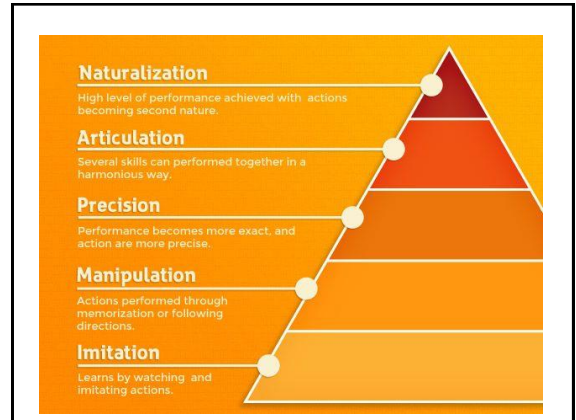 Naturalization
High level of performance achieved with actions
becoming second nature.
Articulation
Several skills can performed together in a
harmonious way.
Precision
Performance becomes more exact, and
action are more precise.
Manipulation
Actions performed through
memorization or following
directions.
Imitation
Learns by watching and
imitating actions.